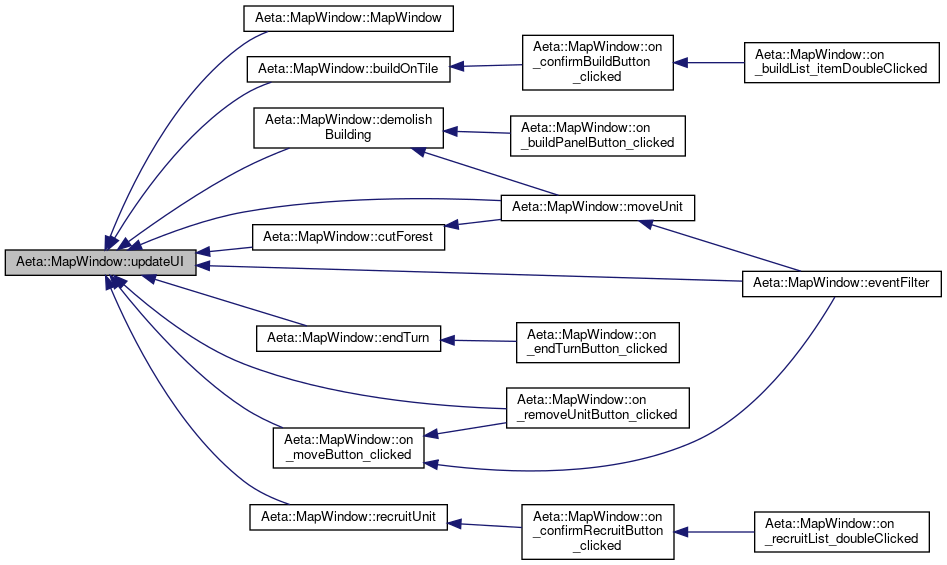 Aeta::MapWindow::MapWindow
Aeta::MapWindow::buildOnTile
Aeta::MapWindow::on
_confirmBuildButton
_clicked
Aeta::MapWindow::on
_buildList_itemDoubleClicked
Aeta::MapWindow::demolish
Building
Aeta::MapWindow::on
_buildPanelButton_clicked
Aeta::MapWindow::moveUnit
Aeta::MapWindow::cutForest
Aeta::MapWindow::updateUI
Aeta::MapWindow::eventFilter
Aeta::MapWindow::endTurn
Aeta::MapWindow::on
_endTurnButton_clicked
Aeta::MapWindow::on
_removeUnitButton_clicked
Aeta::MapWindow::on
_moveButton_clicked
Aeta::MapWindow::recruitUnit
Aeta::MapWindow::on
_confirmRecruitButton
_clicked
Aeta::MapWindow::on
_recruitList_doubleClicked